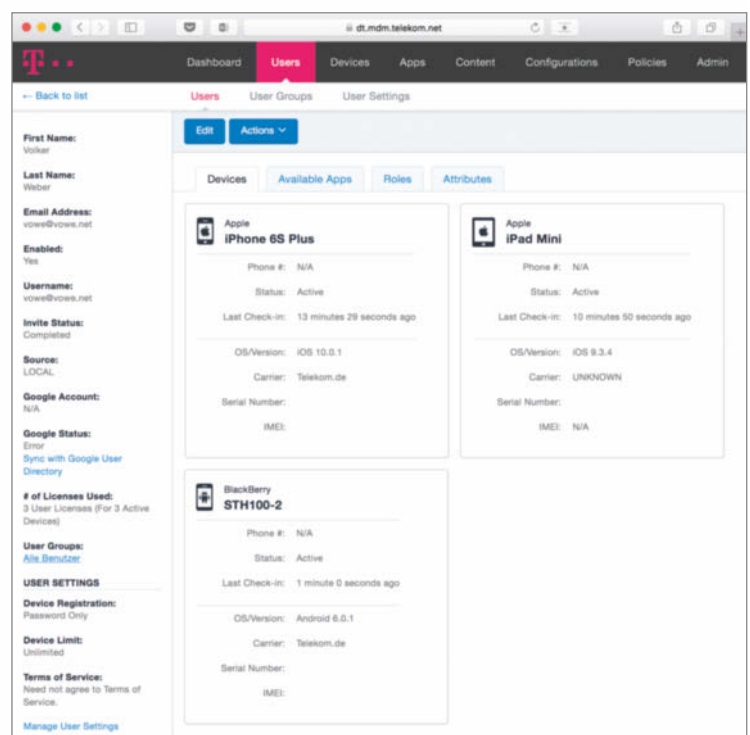 dt.mdm.telekom.net
T
Dashboard Users Devices Apps Content Configurations Policies Admin
← Back to list
Users User Groups User Settings
Edit Actions
First Name:
Volker
Last Name:
Weber
Email Address:
vowe@vowe.net
Enabled:
Yes
Username:
vowe@vowe.net
Invite Status:
Completed
Source:
LOCAL
Google Account:
N/A
Google Status:
Error
Sync with Google User
Directory
# of Licenses Used:
3 User Licenses (For 3 Active
Devices)
User Groups:
Alle Benutzer
USER SETTINGS
Device Registration:
Password Only
Device Limit:
Unlimited
Terms of Service:
Need not agree to Terms of
Service.
Manage User Settings
Devices Available Apps Roles Attributes
Apple
iPhone 6S Plus
Phone #: N/A
Status: Active
Last Check-in: 13 minutes 29 seconds ago
OS/Version: iOS 10.0.1
Carrier: Telekom.de
Serial Number:
IMEI:
Apple
iPad Mini
Phone #: N/A
Status: Active
Last Check-in: 10 minutes 50 seconds ago
OS/Version: iOS 9.3.4
Carrier: UNKNOWN
Serial Number:
IMEI: N/A
BlackBerry
STH100-2
Phone #: N/A
Status: Active
Last Check-in: 1 minute 0 seconds ago
OS/Version: Android 6.0.1
Carrier: Telekom.de
Serial Number:
IMEI: